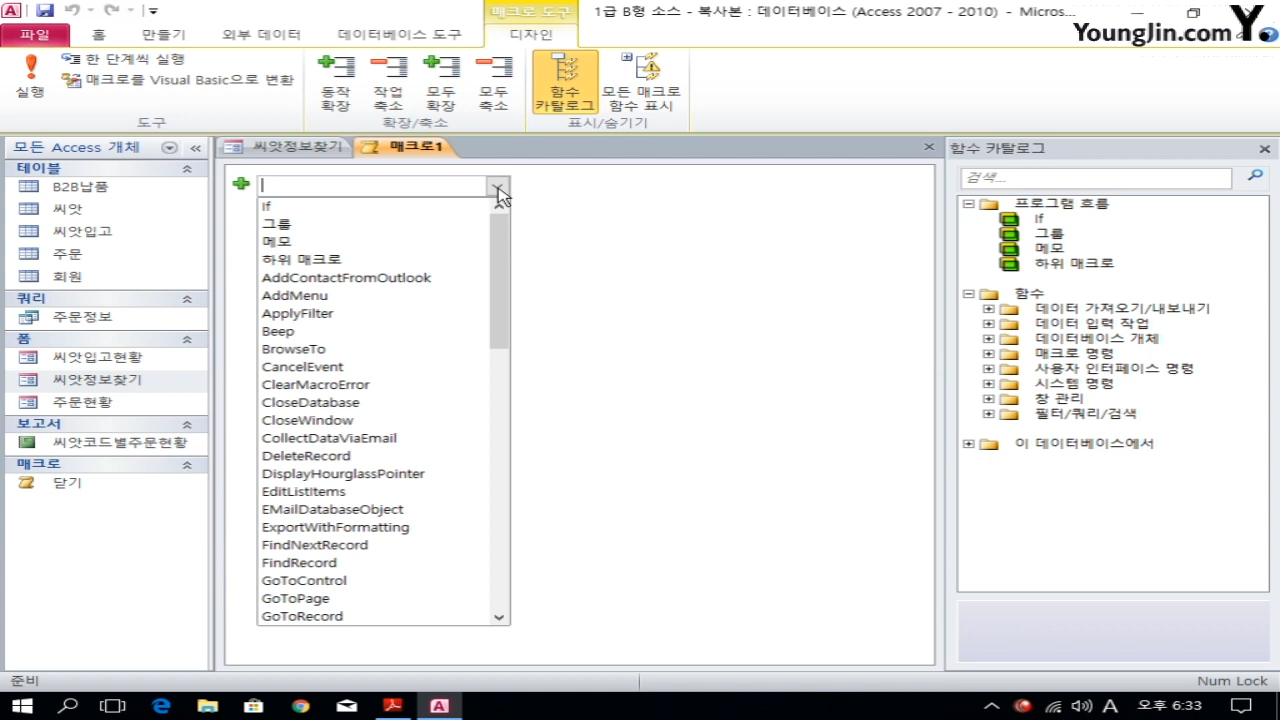 매크로 도구
1급 B형 소스 - 복사본 : 데이터베이스 (Access 2007 - 2010) - Micros...
YoungJin.com Y
파일 홈 만들기 외부 데이터 데이터베이스 도구 디자인
실행
한 단계씩 실행
매크로를 Visual Basic으로 변환
도구
동작 확장
작업 축소
모두 확장
모두 축소
확장/축소
함수 카탈로그
모든 매크로 함수 표시
표시/숨기기
모든 Access 개체
테이블
B2B납품
씨앗
씨앗입고
주문
회원
쿼리
주문정보
폼
씨앗입고현황
씨앗정보찾기
주문현황
보고서
씨앗코드별주문현황
매크로
닫기
씨앗정보찾기 매크로1
If
그룹
메모
하위 매크로
AddContactFromOutlook
AddMenu
ApplyFilter
Beep
BrowseTo
CancelEvent
ClearMacroError
CloseDatabase
CloseWindow
CollectDataViaEmail
DeleteRecord
DisplayHourglassPointer
EditListItems
EMailDatabaseObject
ExportWithFormatting
FindNextRecord
FindRecord
GoToControl
GoToPage
GoToRecord
함수 카탈로그
검색...
프로그램 흐름
If
그룹
메모
하위 매크로
함수
데이터 가져오기/내보내기
데이터 입력 작업
데이터베이스 개체
매크로 명령
사용자 인터페이스 명령
시스템 명령
창 관리
필터/쿼리/검색
이 데이터베이스에서
준비
Num Lock
A 오후 6:33